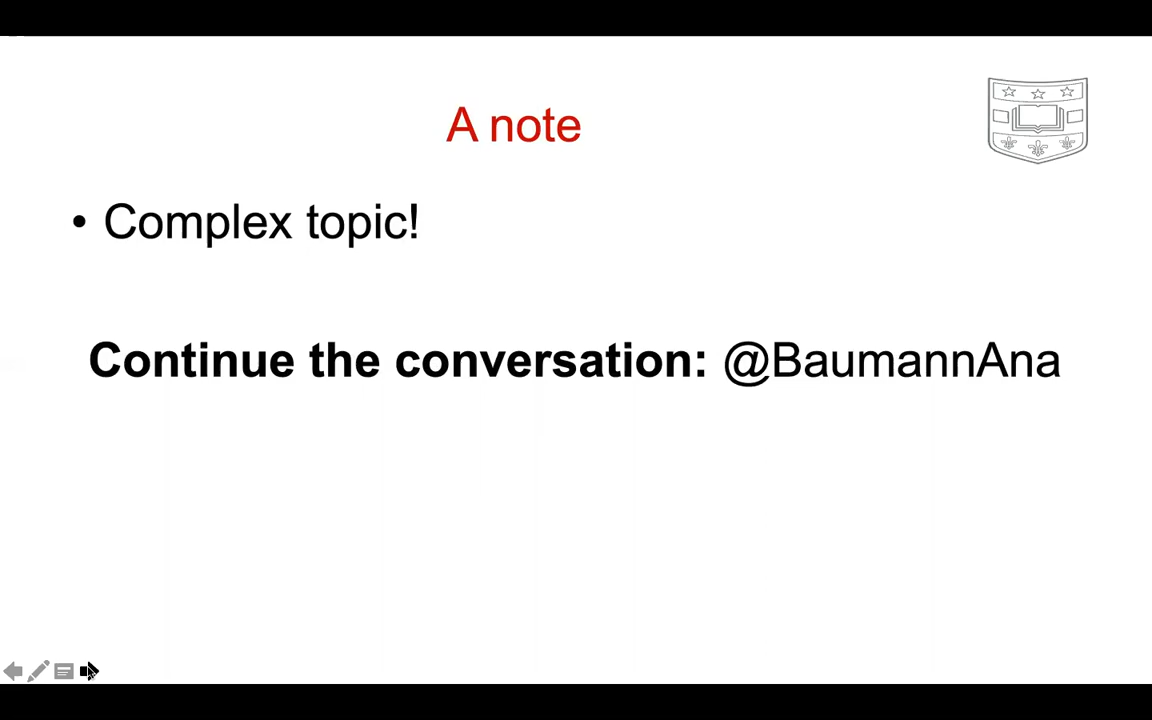 A note
• Complex topic!
Continue the conversation: @BaumannAna